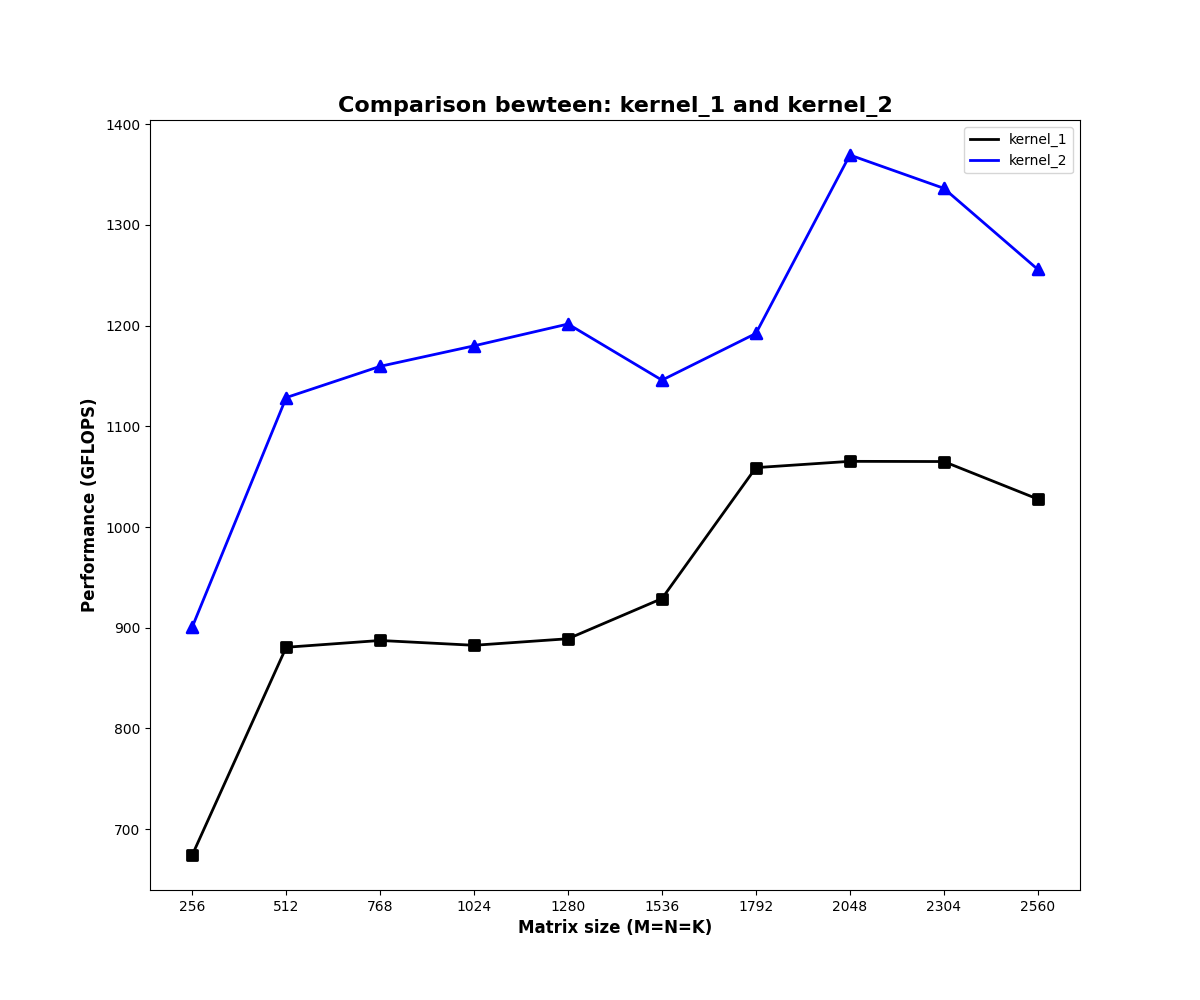 Comparison bewteen: kernel_1 and kernel_2
kernel_1
kernel_2
Performance (GFLOPS)
1400
1300
1200
1100
1000
900
800
700
256 512 768 1024 1280 1536 1792 2048 2304 2560
Matrix size (M=N=K)